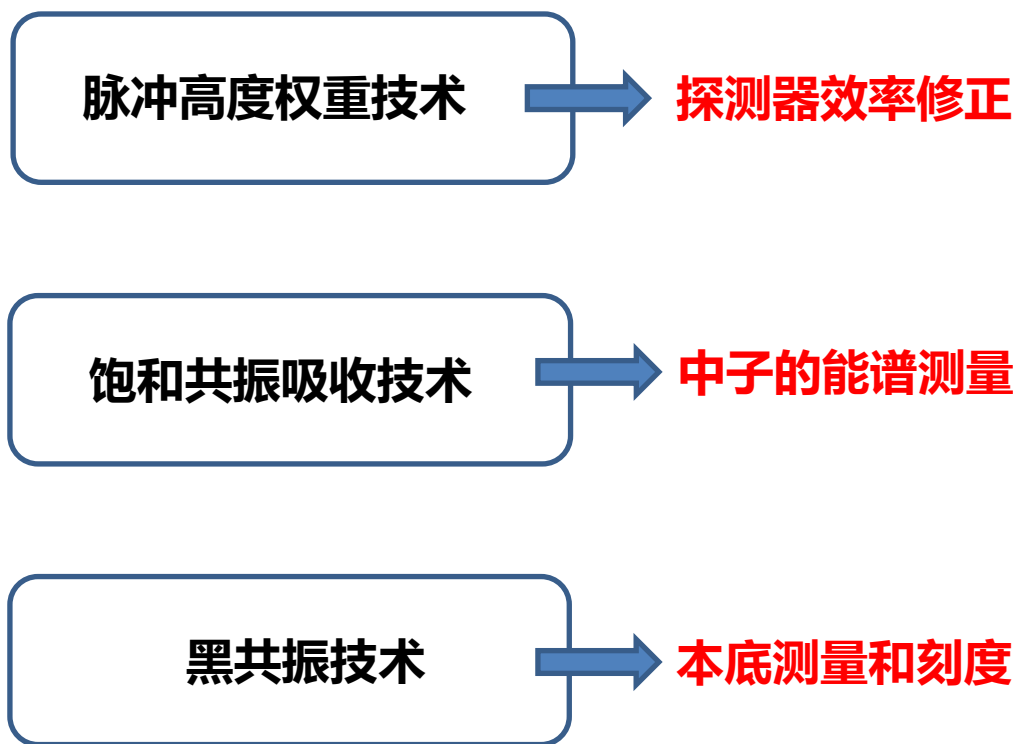 脉冲高度权重技术
探测器效率修正
饱和共振吸收技术
中子的能谱测量
黑共振技术
本底测量和刻度